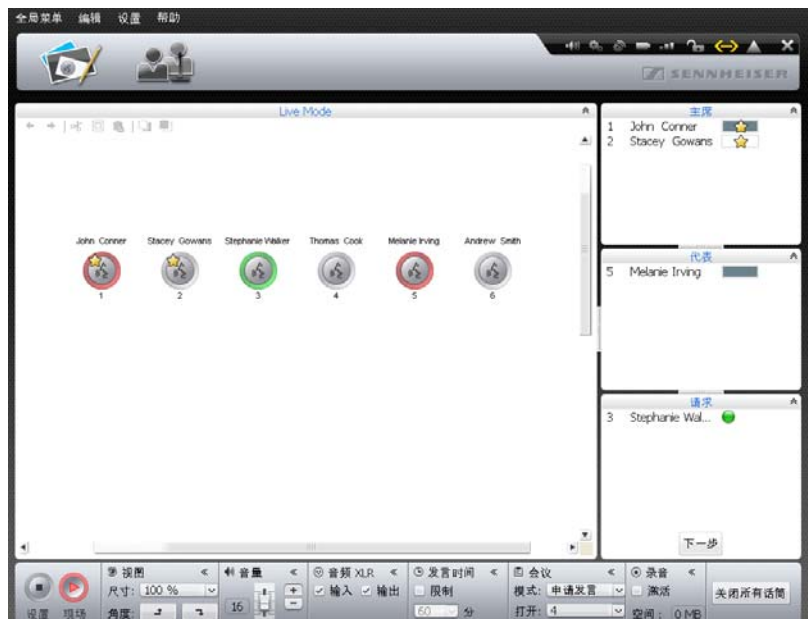 全局菜单 编辑 设置 帮助
SENNHEISER
Live Mode
John Conner Stacey Gowans Stephanie Walker Thomas Cook Melanie Irving Andrew Smith
1 2 3 4 5 6
主席
1 John Conner
2 Stacey Gowans
代表
5 Melanie Irving
请求
3 Stephanie Wal...
下一步
视图 音量 音频 XLR 发言时间 会议 录音
尺寸: 100 % 16 输入 输出 限制 模式: 申请发言 激活 关闭所有话筒
设置 现场 角度: 60 分 打开: 4 空间: 0 MB